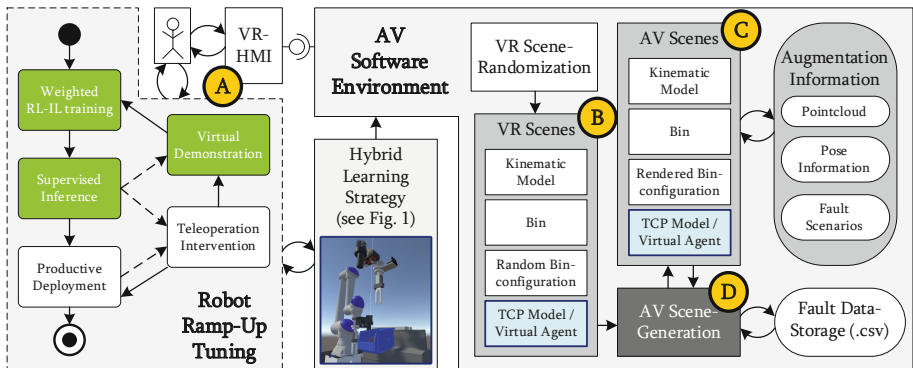 Weighted
RL-IL training
Supervised
Inference
Productive
Deployment
Virtual
Demonstration
Teleoperation
Intervention
Robot
Ramp-Up
Tuning
A
VR-
HMI
AV
Software
Environment
Hybrid
Learning
Strategy
(see Fig. 1)
VR Scene-
Randomization
B
VR Scenes
Kinematic
Model
Bin
Random Bin-
configuration
TCP Model /
Virtual Agent
C
AV Scenes
Kinematic
Model
Bin
Rendered Bin-
configuration
TCP Model /
Virtual Agent
D
AV Scene-
Generation
Augmentation
Information
Pointcloud
Pose
Information
Fault
Scenarios
Fault Data-
Storage (.csv)